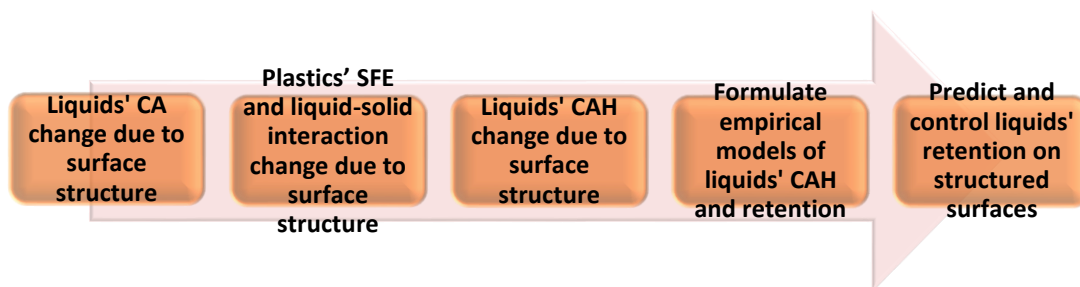 Liquids' CA
change due to
surface
structure
Plastics’ SFE
and liquid-solid
interaction
change due to
surface
structure
Liquids' CAH
change due to
surface
structure
Formulate
empirical
models of
liquids' CAH
and retention
Predict and
control liquids'
retention on
structured
surfaces